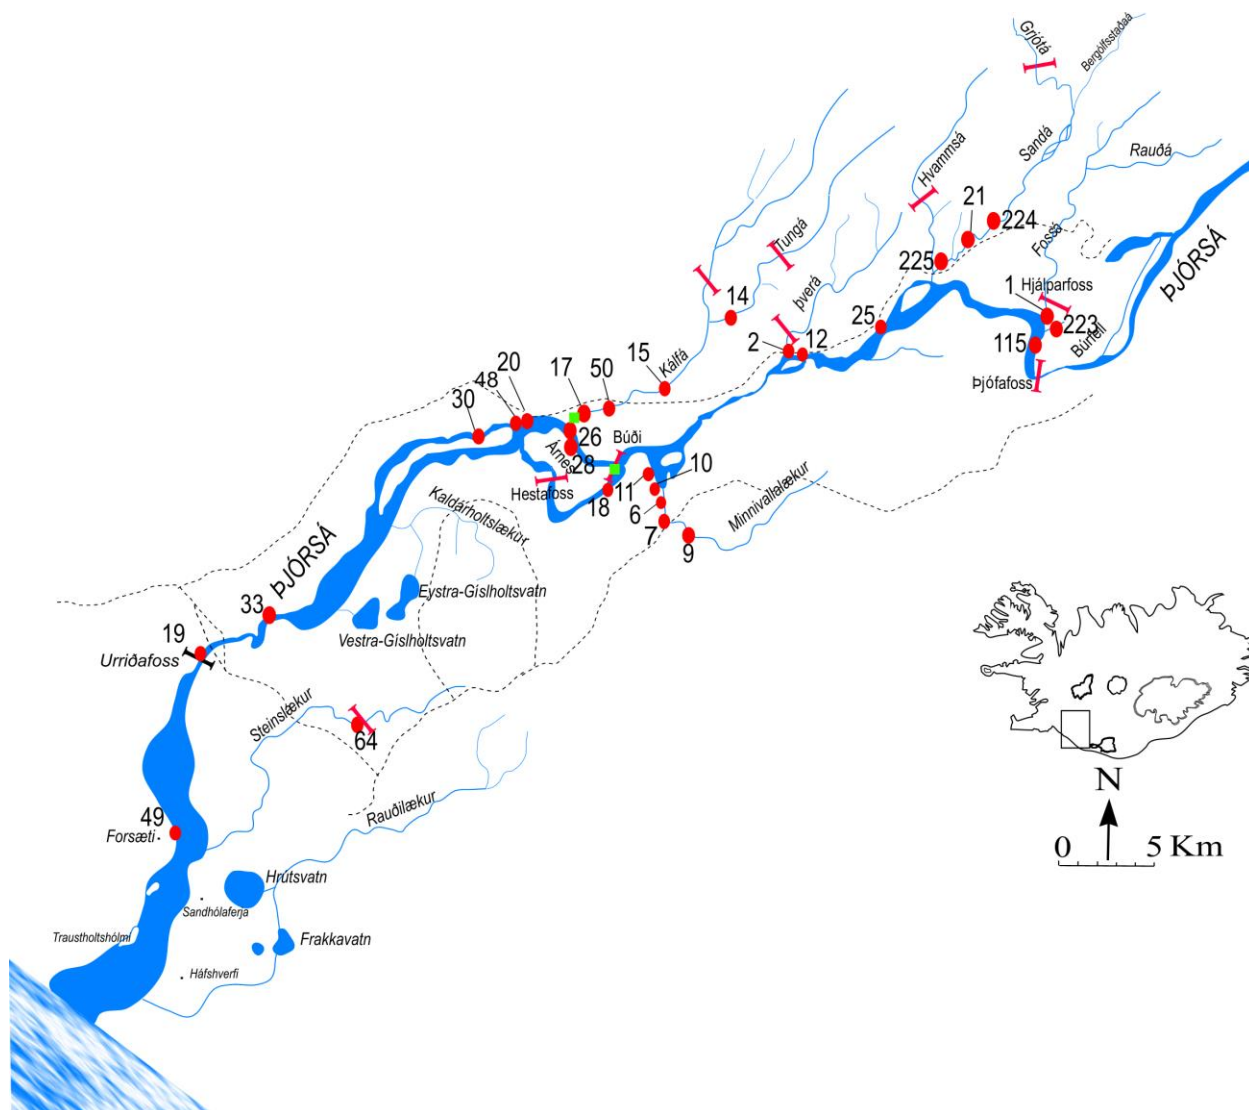 Grjótá
Bergólfsstaðaá
Sandá
Rauðá
Hvammsá
Tungá
21
224
Fossá
ÞJÓRSÁ
225
Þverá
14
1
Hjálparfoss
25
223
115
Búrfell
2
12
Þjófafoss
15
Kálfá
17
50
20
48
30
26
Árnes
28
Búði
10
11
Hestafoss
18
6
7
9
Minnivallalækur
Kaldárholtslækur
ÞJÓRSÁ
Eystra-Gíslholtsvatn
Vestra-Gíslholtsvatn
33
19
Urriðafoss
Steinslækur
64
Rauðilækur
49
Forsæti
Hrútsvatn
Sandhólaferja
Traustholtshólmi
Frakkavatn
Háfshverfi
N
0 5 Km